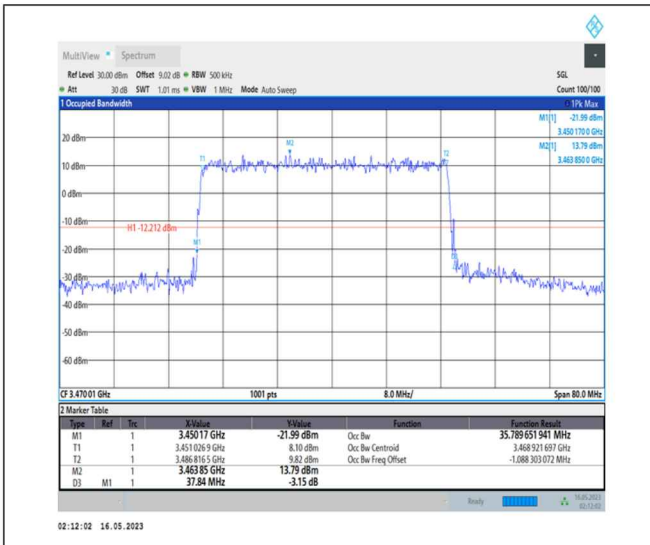 MultiView Spectrum
Ref Level 30.00 dBm Offset 9.02 dB RBW 500 kHz SGL
Att 30 dB SWT 1.01 ms VBW 1 MHz Mode Auto Sweep Count 100/100
1 Occupied Bandwidth 1Pk Max
M1[1] -21.99 dBm
3.450 170 0 GHz
M2[1] 13.79 dBm
3.463 850 0 GHz
20 dBm
M2
T1
T2
10 dBm
0 dBm
-10 dBm
H1 -12.212 dBm
M1
-20 dBm
-30 dBm
-40 dBm
-50 dBm
-60 dBm
CF 3.470 01 GHz 1001 pts 8.0 MHz/ Span 80.0 MHz
2 Marker Table
Type Ref Trc X-Value Y-Value Function Function Result
M1 1 3.450 17 GHz -21.99 dBm Occ Bw 35.789 651 941 MHz
T1 1 3.451 026 9 GHz 8.10 dBm Occ Bw Centroid 3.468 921 697 GHz
T2 1 3.486 816 5 GHz 9.82 dBm Occ Bw Freq Offset -1.088 303 072 MHz
M2 1 3.463 85 GHz 13.79 dBm
D3 M1 1 37.84 MHz -3.15 dB
Ready 16.05.2023
02:12:02
02:12:02 16.05.2023